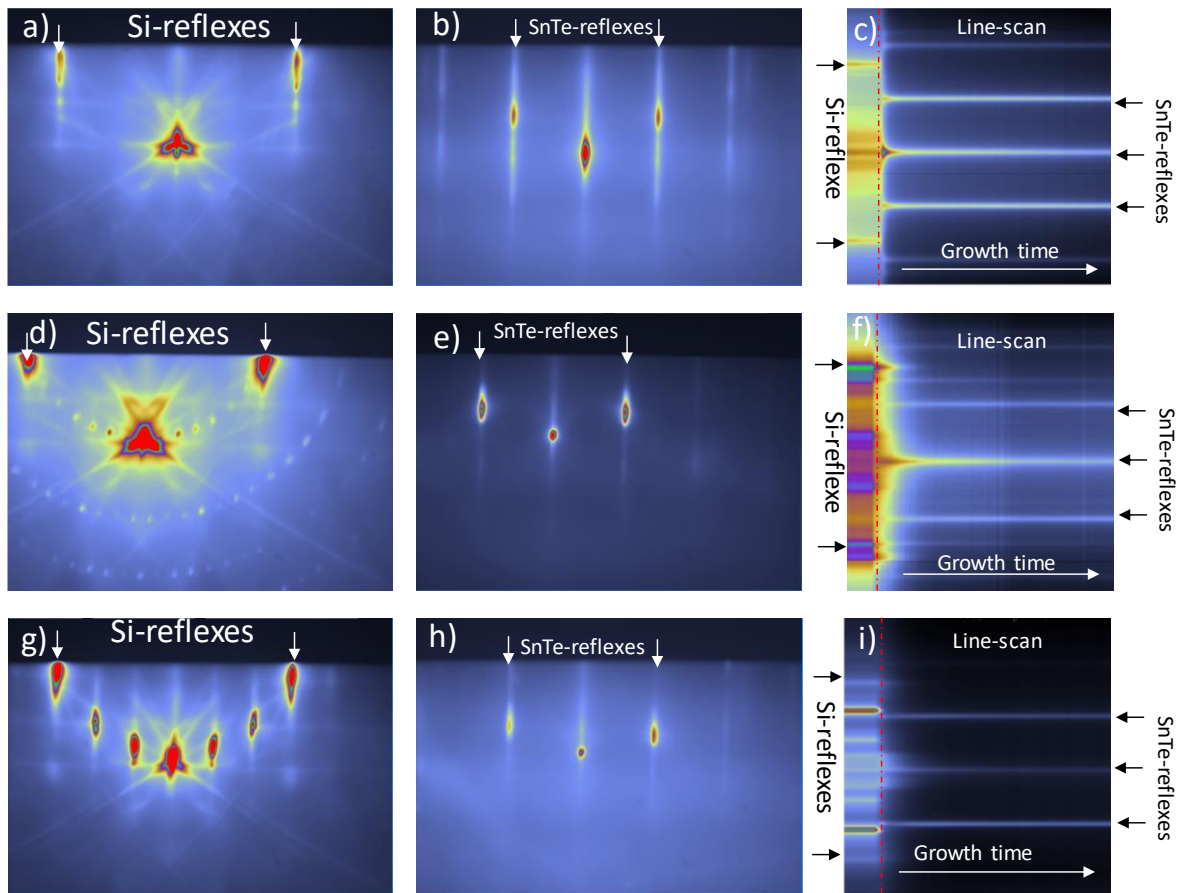 a) Si-reflexes
b) SnTe-reflexes
c) Line-scan
Si-reflexe
SnTe-reflexes
Growth time
d) Si-reflexes
e) SnTe-reflexes
f) Line-scan
Si-reflexe
SnTe-reflexes
Growth time
g) Si-reflexes
h) SnTe-reflexes
i) Line-scan
Si-reflexes
SnTe-reflexes
Growth time